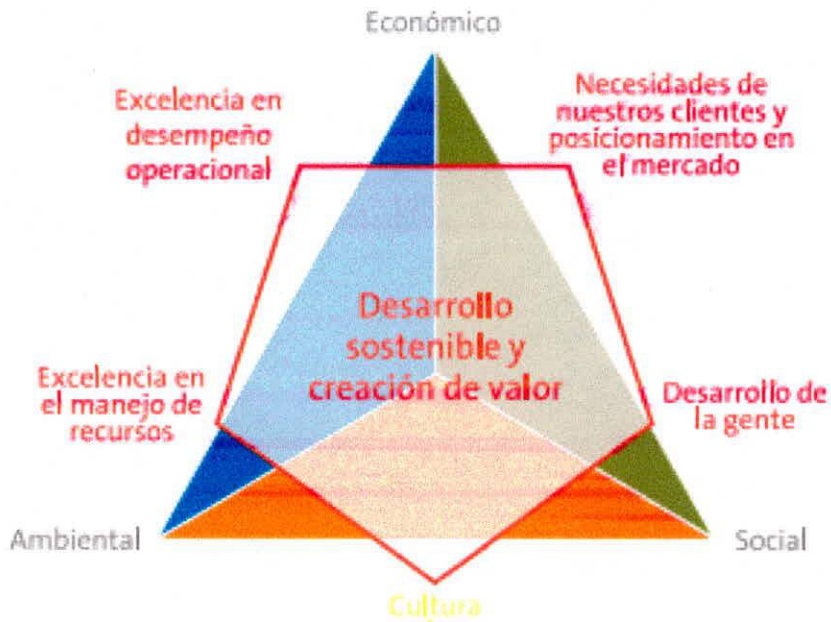 Económico
Excelencia en
desempeño
operacional
Necesidades de
nuestros clientes y
posicionamiento en
el mercado
Desarrollo
sostenible y
creación de valor
Excelencia en
el manejo de
recursos
Desarrollo de
la gente
Ambiental
Social
Cultura